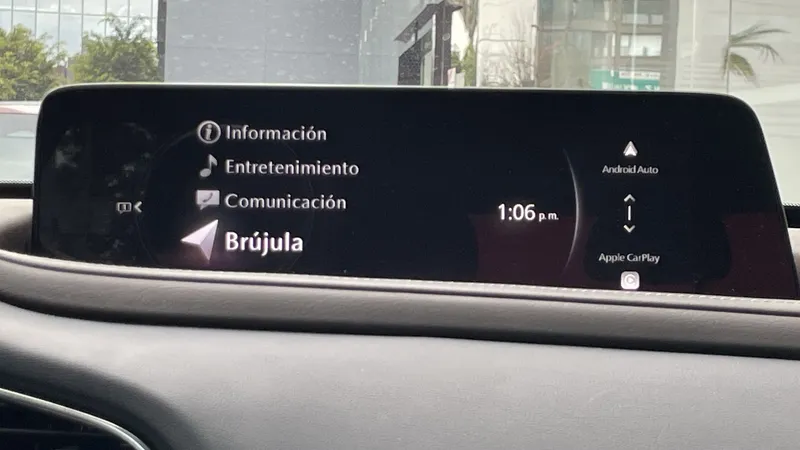 Información
Entretenimiento
Comunicación
Brújula
1:06 p.m.
Android Auto
Apple CarPlay